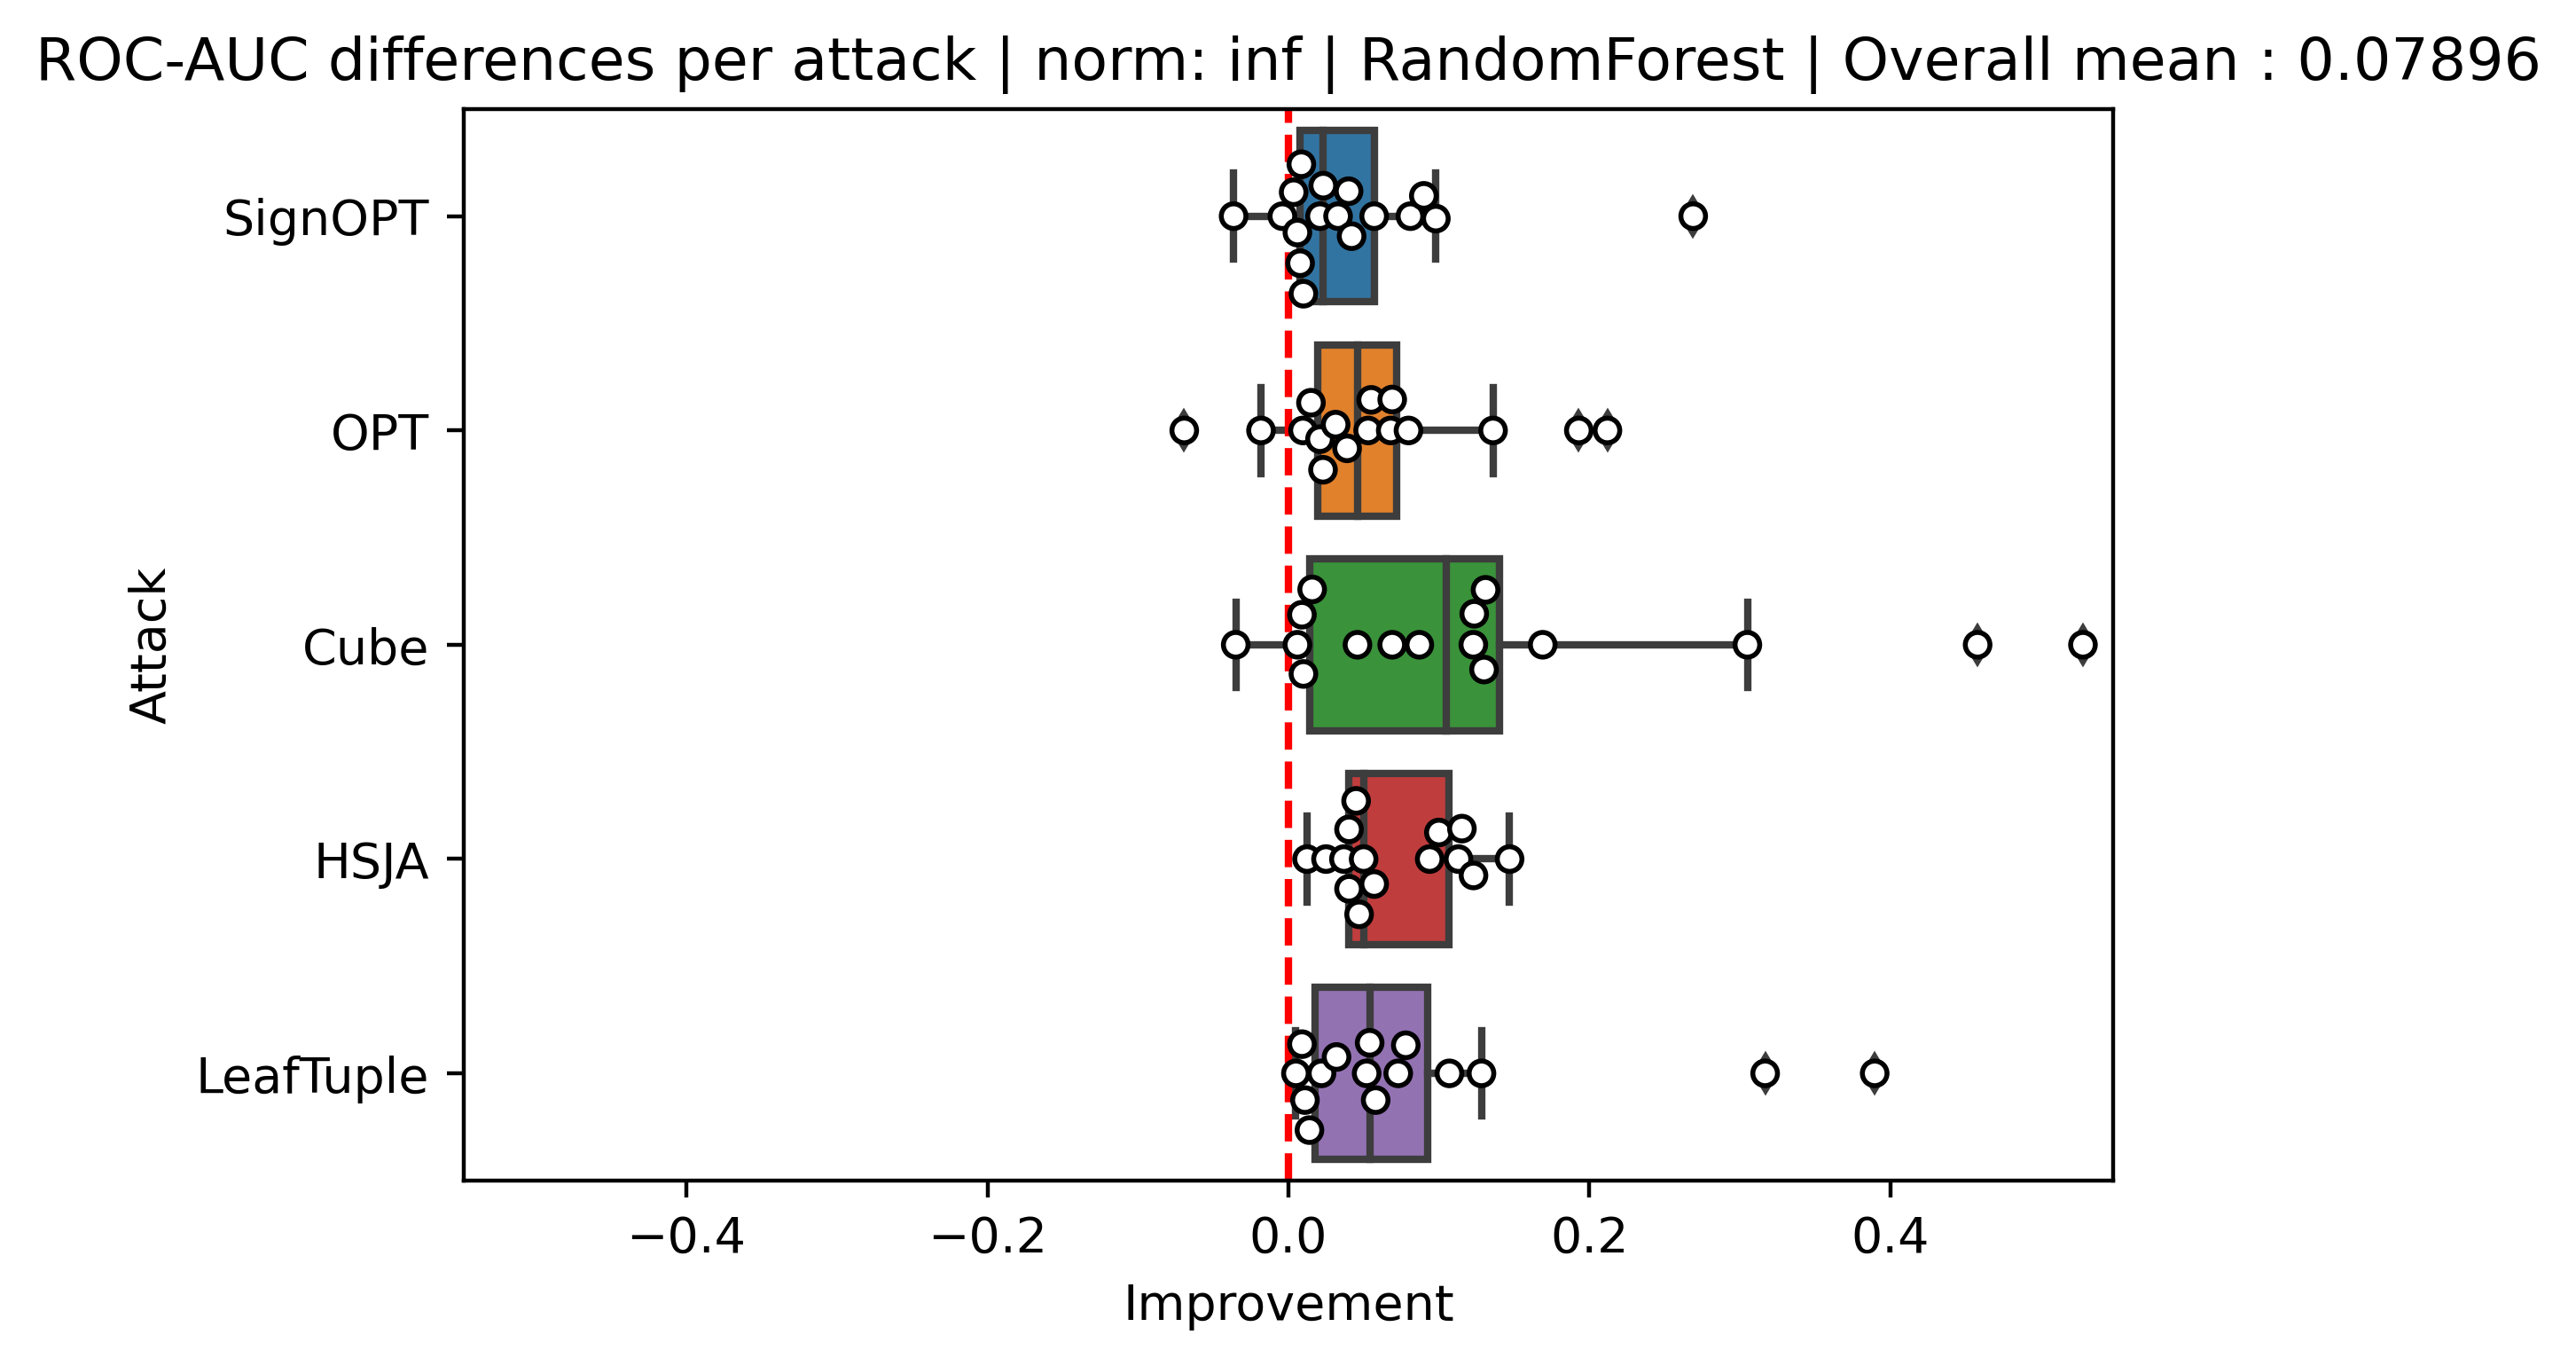 ROC-AUC differences per attack | norm: inf | RandomForest | Overall mean : 0.07896
SignOPT
OPT
Cube
HSJA
LeafTuple
Attack
−0.4
−0.2
0.0
0.2
0.4
Improvement